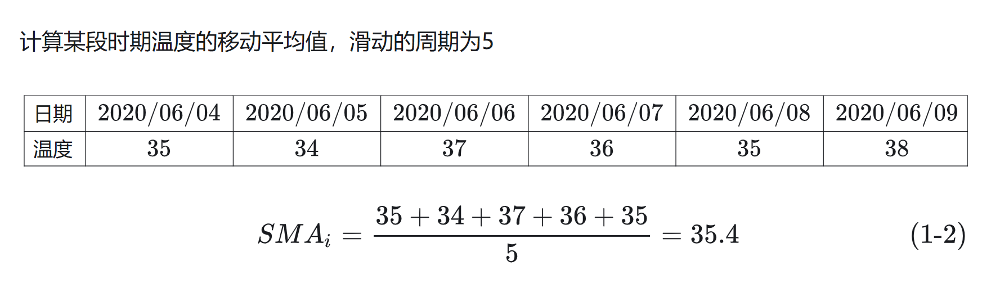 计算某段时期温度的移动平均值，滑动的周期为5
日期 2020/06/04 2020/06/05 2020/06/06 2020/06/07 2020/06/08 2020/06/09
温度 35 34 37 36 35 38
SMA_i = \frac{35 + 34 + 37 + 36 + 35}{5} = 35.4 (1-2)